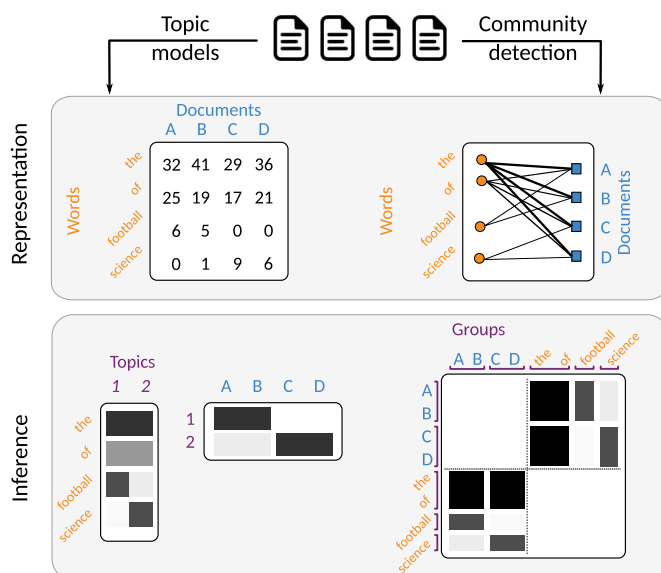 Topic
models
Community
detection
Representation
Documents
A B C D
Words
the 32 41 29 36
of 25 19 17 21
football 6 5 0 0
science 0 1 9 6
Words
the
of
football
science
A
B
C
D
Documents
Inference
Topics
1 2
the
of
football
science
A B C D
1
2
Groups
A B C D the of football science
A
B
C
D
the
of
football
science